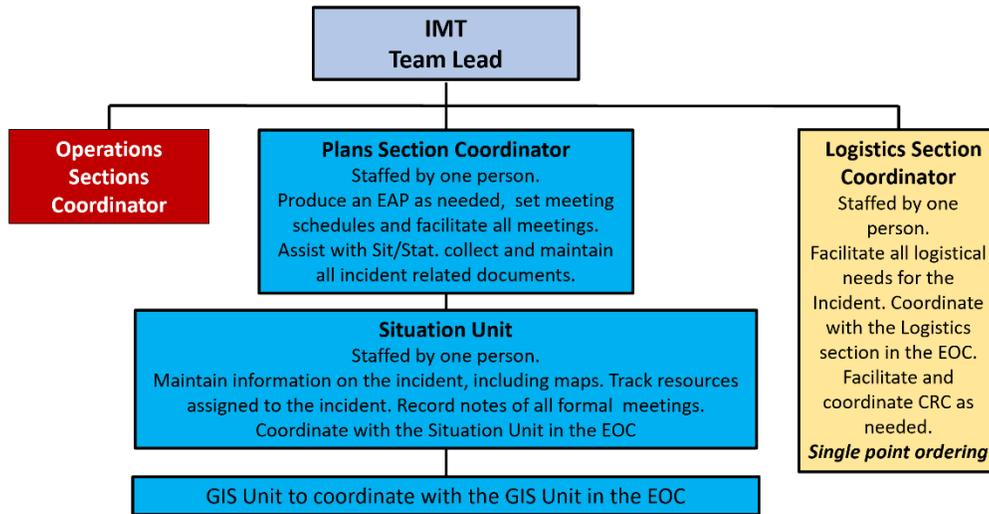 IMT
Team Lead
Operations
Sections
Coordinator
Plans Section Coordinator
Staffed by one person.
Produce an EAP as needed, set meeting
schedules and facilitate all meetings.
Assist with Sit/Stat. collect and maintain
all incident related documents.
Situation Unit
Staffed by one person.
Maintain information on the incident, including maps. Track resources
assigned to the incident. Record notes of all formal meetings.
Coordinate with the Situation Unit in the EOC
GIS Unit to coordinate with the GIS Unit in the EOC
Logistics Section
Coordinator
Staffed by one
person.
Facilitate all logistical
needs for the
Incident. Coordinate
with the Logistics
section in the EOC.
Facilitate and
coordinate CRC as
needed.
Single point ordering